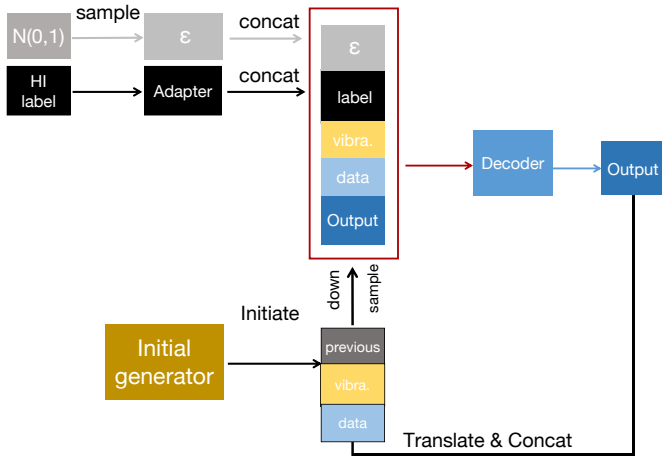 sample
concat
N(0,1)
ε
ε
HI
label
Adapter
concat
label
vibra.
data
Output
Decoder
Output
down
sample
Initiate
Initial
generator
previous
vibra.
data
Translate & Concat